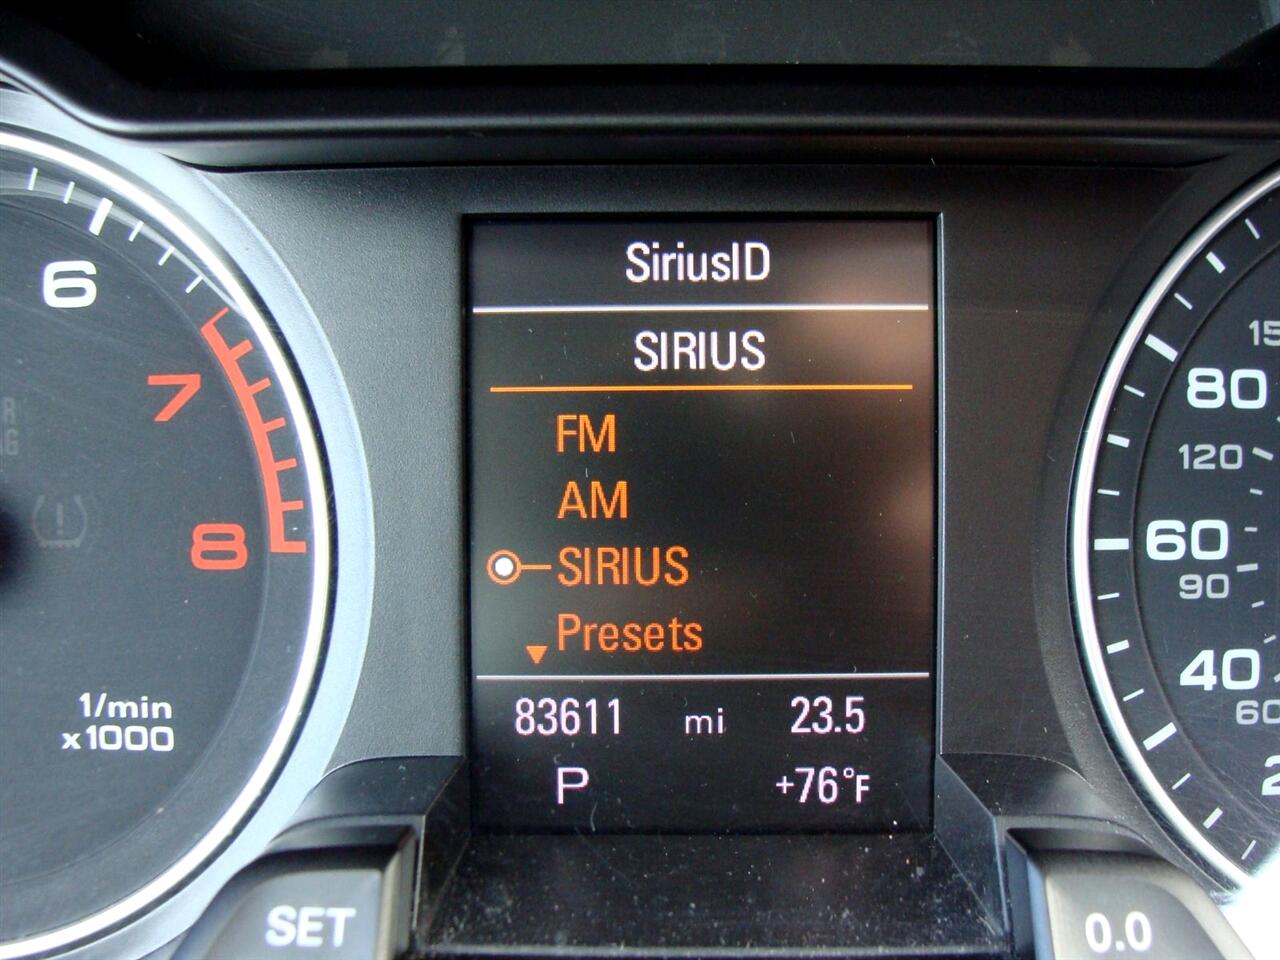 SiriusID
SIRIUS
FM
AM
SIRIUS
Presets
83611 mi 23.5
P +76°F
6
7
8
1/min
x1000
80
120
60
90
40
SET
0.0